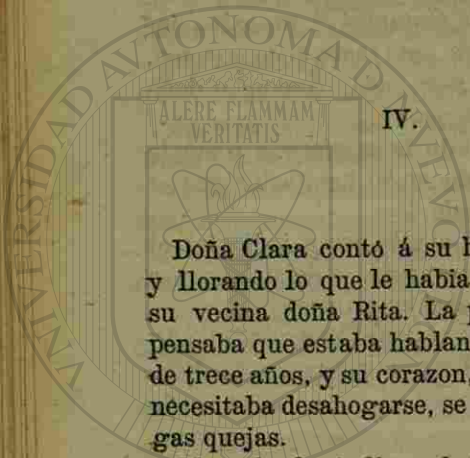 IV.
Doña Clara contó á su
y llorando lo que le habia
su vecina doña Rita. La
pensaba que estaba hablan
de trece años, y su corazon,
necesitaba desahogarse, se
gas quejas.
ALERE FLAMMAM
VERITATIS